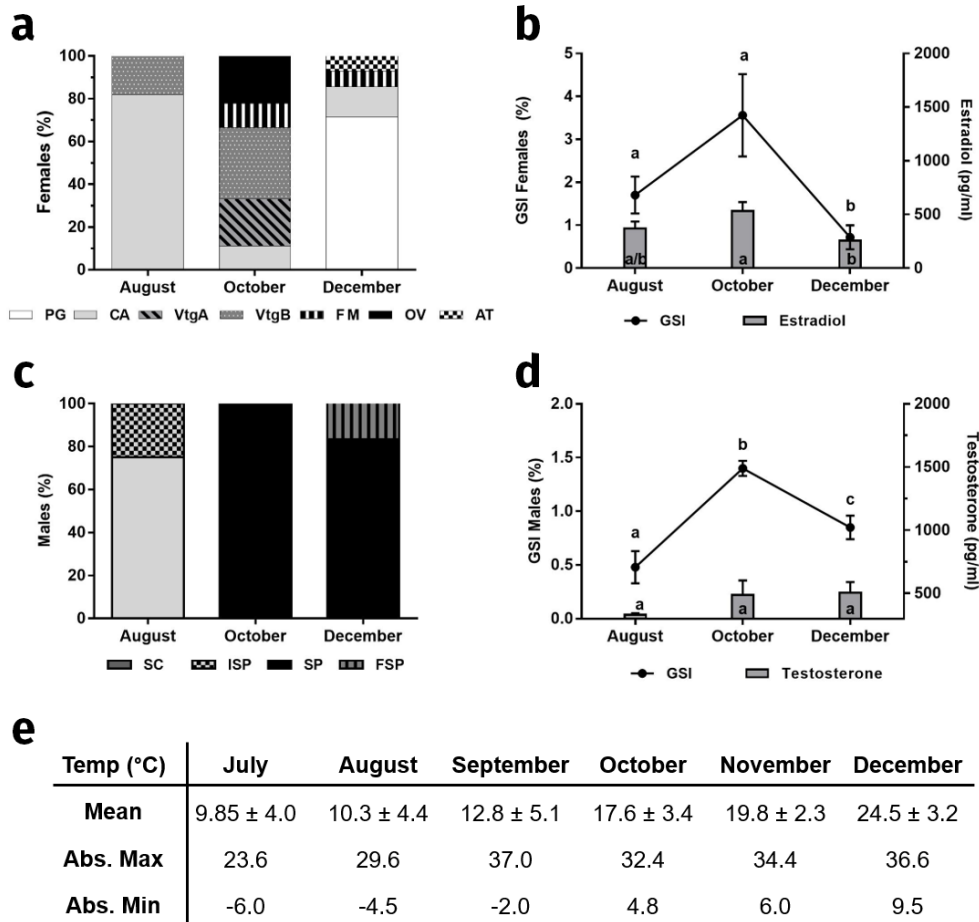 a
Females (%)
100
80
60
40
20
0
August October December
PG CA VtgA VtgB FM OV AT
b
GSI Females (%)
5
4
3
2
1
0
a
a
b
a/b
a
b
Estradiol (pg/ml)
2000
1500
1000
500
0
August October December
GSI Estradiol
c
Males (%)
100
80
60
40
20
0
August October December
SC ISP SP FSP
d
GSI Males (%)
2.0
1.5
1.0
0.5
0.0
a
b
c
a
a
a
Testosterone (pg/ml)
2000
1500
1000
500
August October December
GSI Testosterone
e
Temp (°C) July August September October November December
Mean 9.85 ± 4.0 10.3 ± 4.4 12.8 ± 5.1 17.6 ± 3.4 19.8 ± 2.3 24.5 ± 3.2
Abs. Max 23.6 29.6 37.0 32.4 34.4 36.6
Abs. Min -6.0 -4.5 -2.0 4.8 6.0 9.5